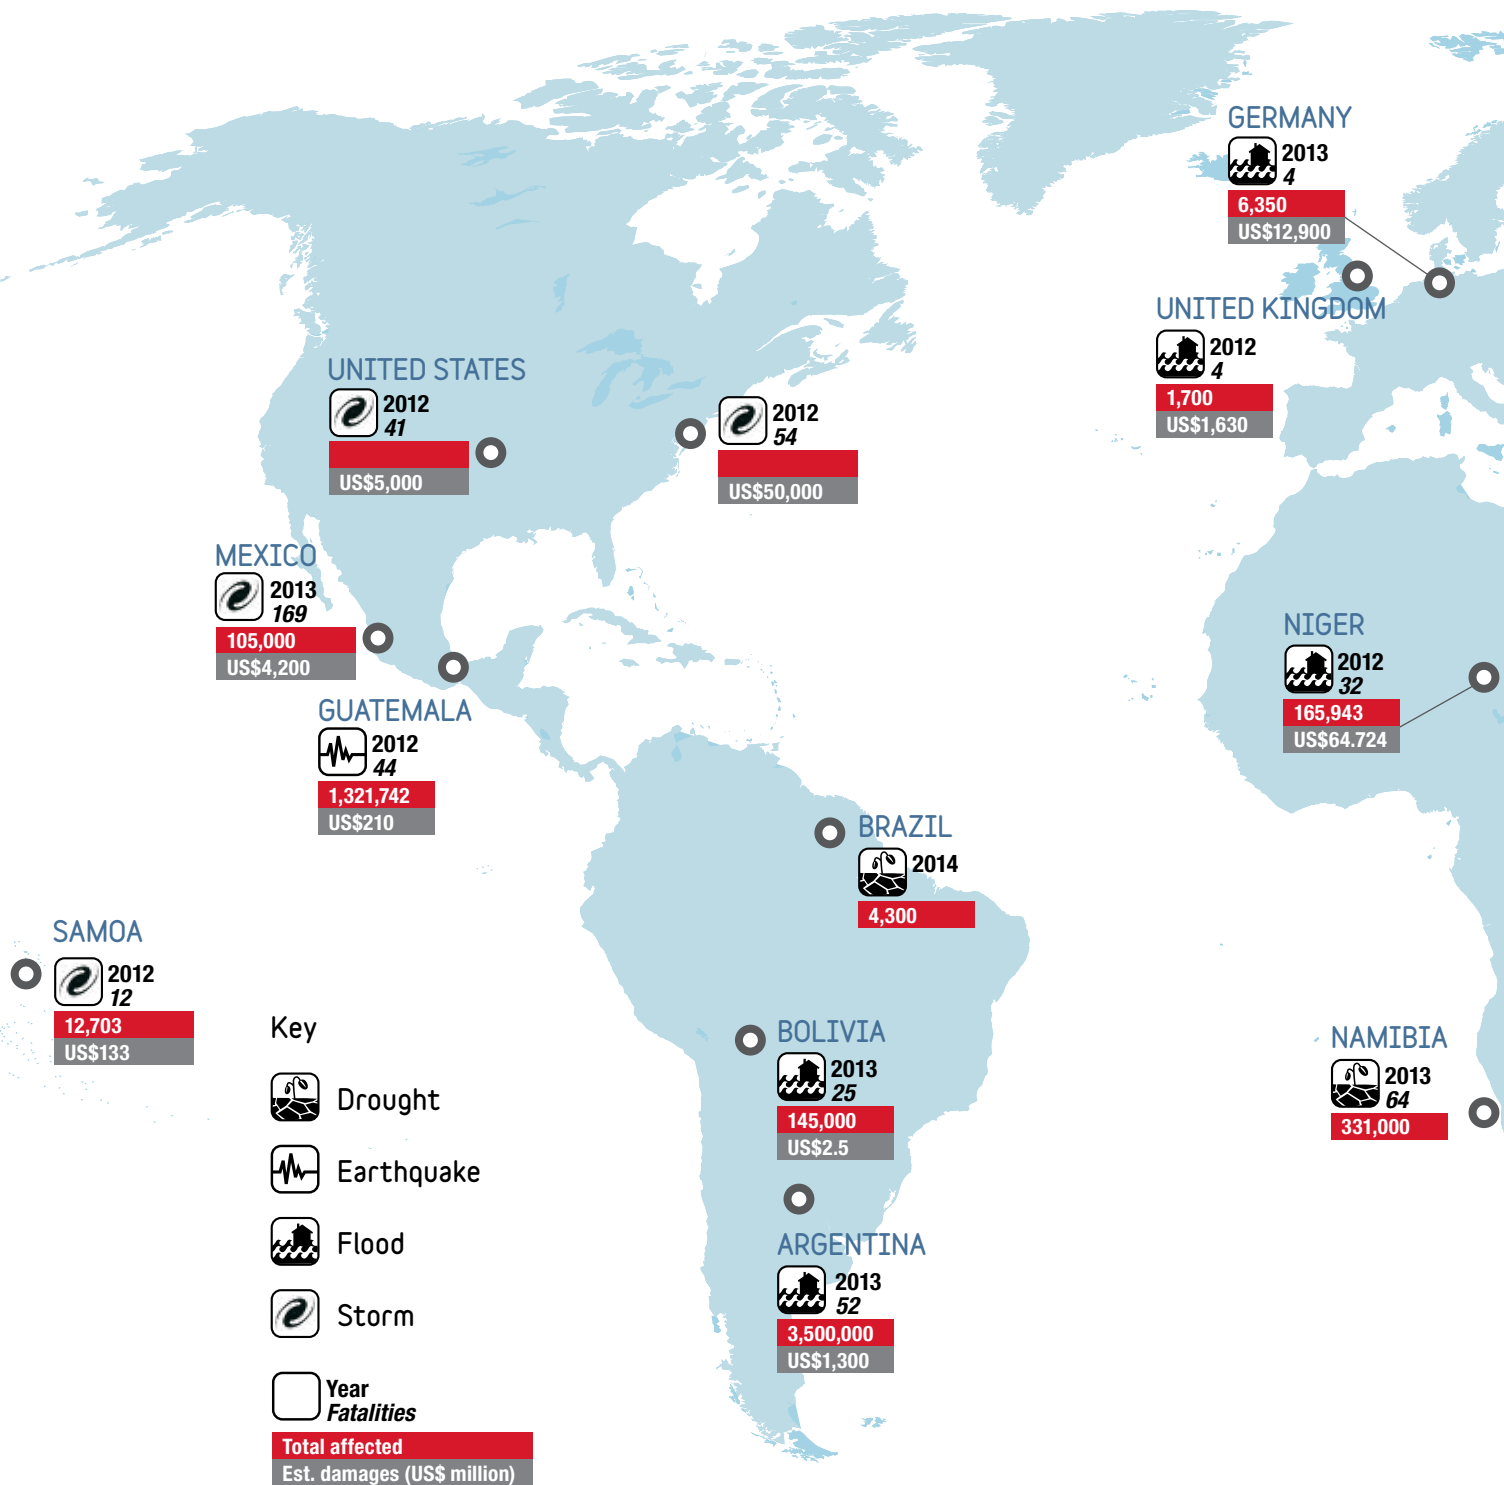 GERMANY
2013
4
6,350
US$12,900
UNITED KINGDOM
2012
4
1,700
US$1,630
UNITED STATES
2012
41
US$5,000
2012
54
US$50,000
MEXICO
2013
169
105,000
US$4,200
GUATEMALA
2012
44
1,321,742
US$210
NIGER
2012
32
165,943
US$64.724
BRAZIL
2014
4,300
SAMOA
2012
12
12,703
US$133
BOLIVIA
2013
25
145,000
US$2.5
NAMIBIA
2013
64
331,000
ARGENTINA
2013
52
3,500,000
US$1,300
Key
Drought
Earthquake
Flood
Storm
Year
Fatalities
Total affected
Est. damages (US$ million)